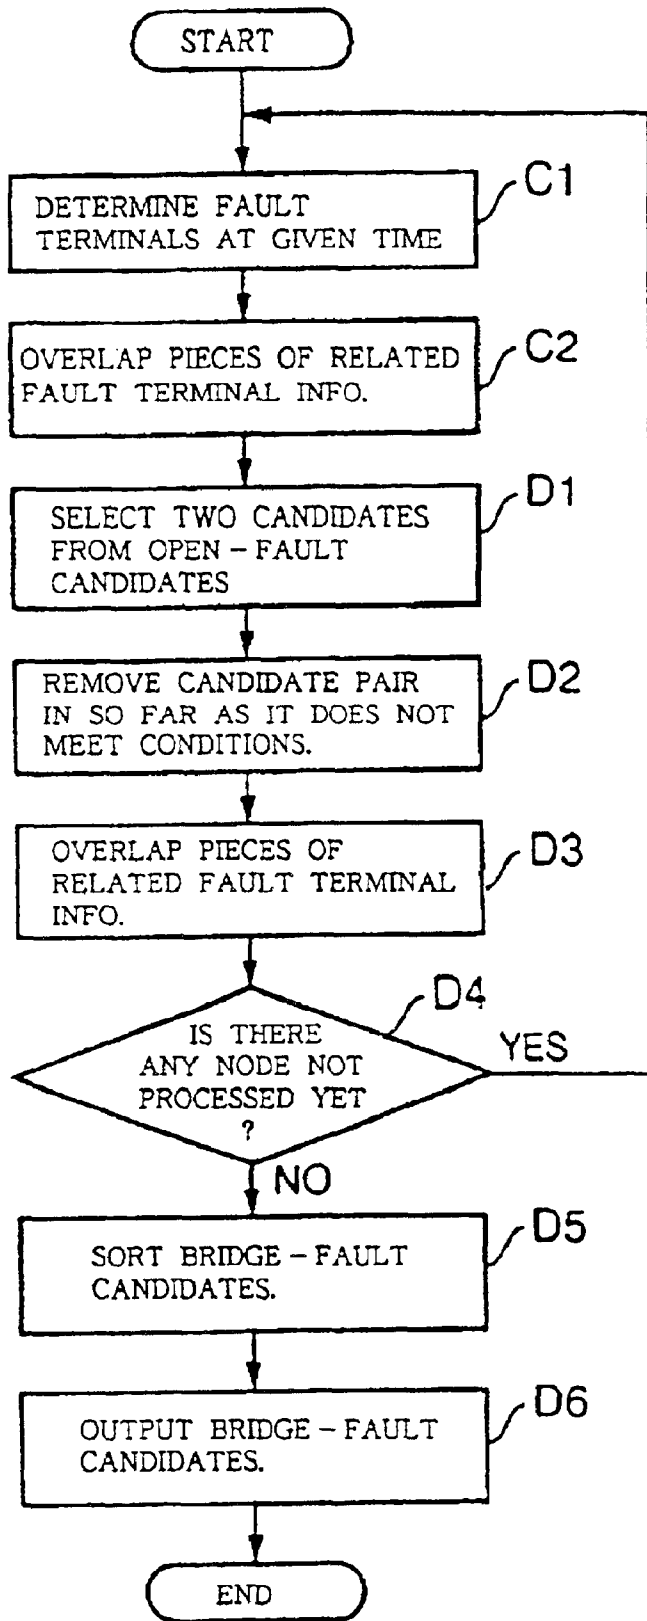 START
C1
DETERMINE FAULT
TERMINALS AT GIVEN TIME
C2
OVERLAP PIECES OF RELATED
FAULT TERMINAL INFO.
D1
SELECT TWO CANDIDATES
FROM OPEN – FAULT
CANDIDATES
D2
REMOVE CANDIDATE PAIR
IN SO FAR AS IT DOES NOT
MEET CONDITIONS.
D3
OVERLAP PIECES OF
RELATED FAULT TERMINAL
INFO.
D4
IS THERE
ANY NODE NOT
PROCESSED YET
?
YES
NO
D5
SORT BRIDGE – FAULT
CANDIDATES.
D6
OUTPUT BRIDGE – FAULT
CANDIDATES.
END